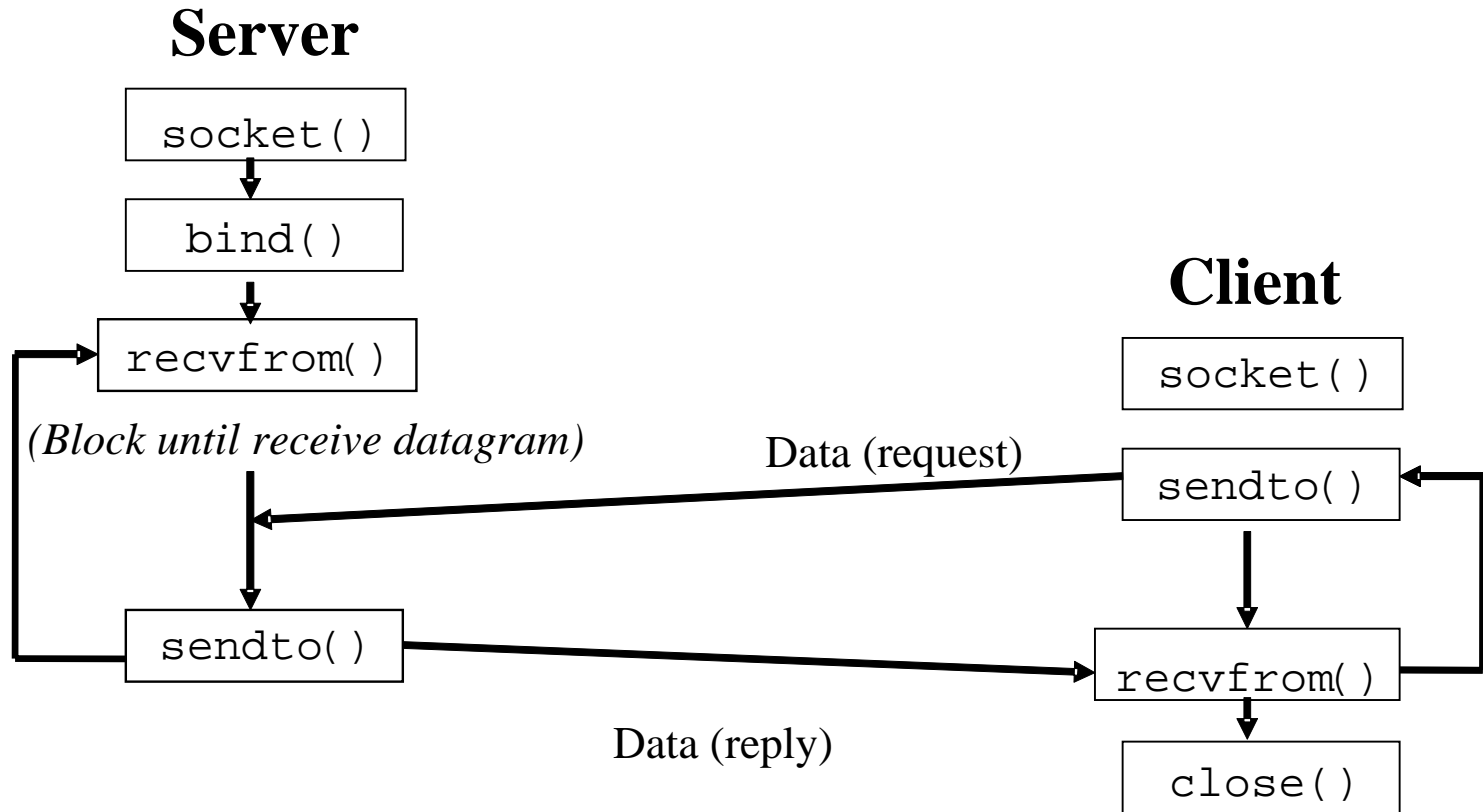 Server
socket()
bind()
recvfrom()
(Block until receive datagram)
sendto()
Client
socket()
Data (request)
sendto()
recvfrom()
Data (reply)
close()